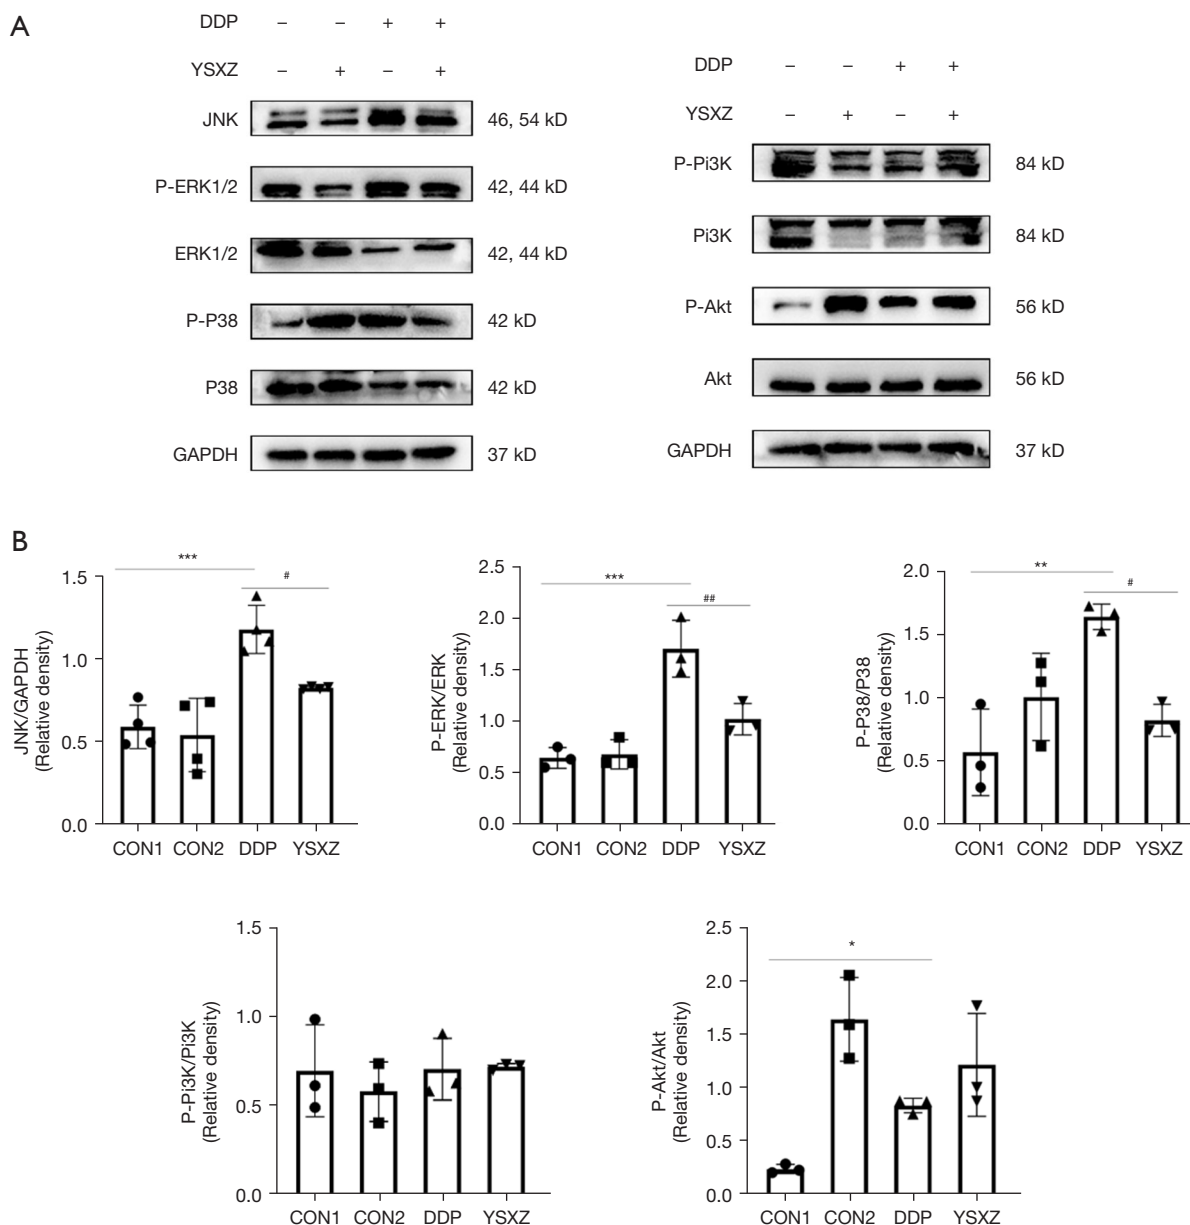 A
DDP – – + +
YSXZ – + – +
JNK 46, 54 kD
P-ERK1/2 42, 44 kD
ERK1/2 42, 44 kD
P-P38 42 kD
P38 42 kD
GAPDH 37 kD
DDP – – + +
YSXZ – + – +
P-Pi3K 84 kD
Pi3K 84 kD
P-Akt 56 kD
Akt 56 kD
GAPDH 37 kD
B
JNK/GAPDH
(Relative density)
1.5
1.0
0.5
0.0
***
#
CON1 CON2 DDP YSXZ
P-ERK/ERK
(Relative density)
2.5
2.0
1.5
1.0
0.5
0.0
***
##
CON1 CON2 DDP YSXZ
P-P38/P38
(Relative density)
2.0
1.5
1.0
0.5
0.0
**
#
CON1 CON2 DDP YSXZ
P-Pi3K/Pi3K
(Relative density)
1.5
1.0
0.5
0.0
CON1 CON2 DDP YSXZ
P-Akt/Akt
(Relative density)
2.5
2.0
1.5
1.0
0.5
0.0
*
CON1 CON2 DDP YSXZ